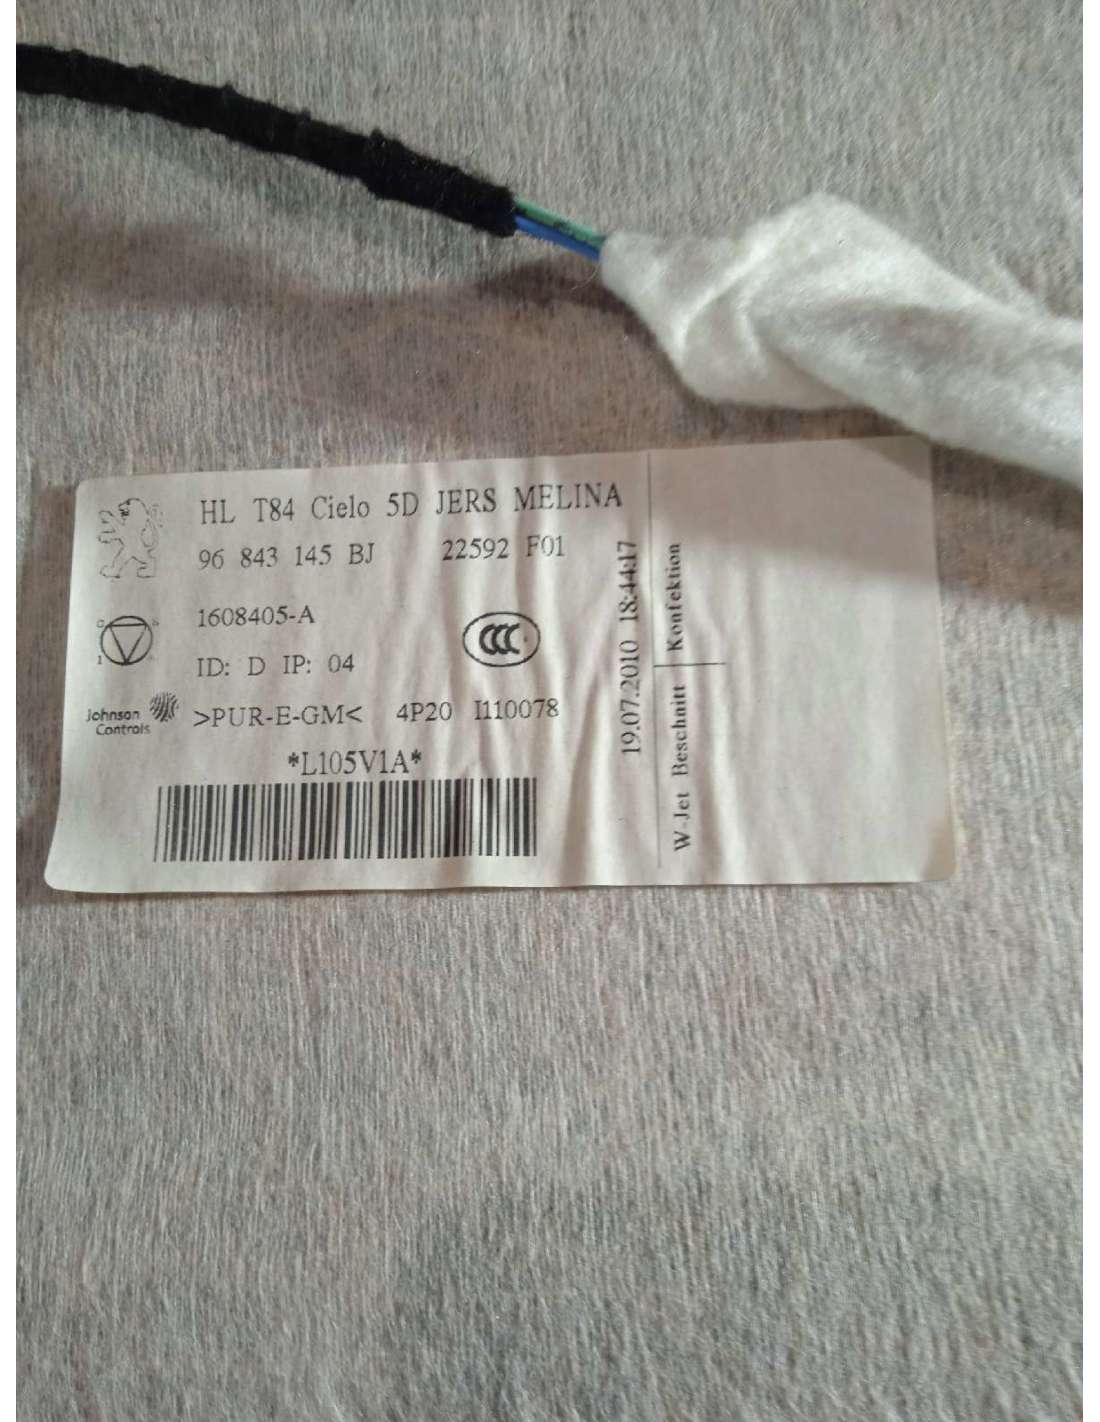 HL T84 Cielo 5D JERS MELINA
96 843 145 BJ 22592 F01
1608405-A
CCC
ID: D IP: 04
Johnson Controls
>PUR-E-GM< 4P20 I110078
*L105V1A*
19.07.2010 18:44:17
W-Jet Beschnitt Konfektion